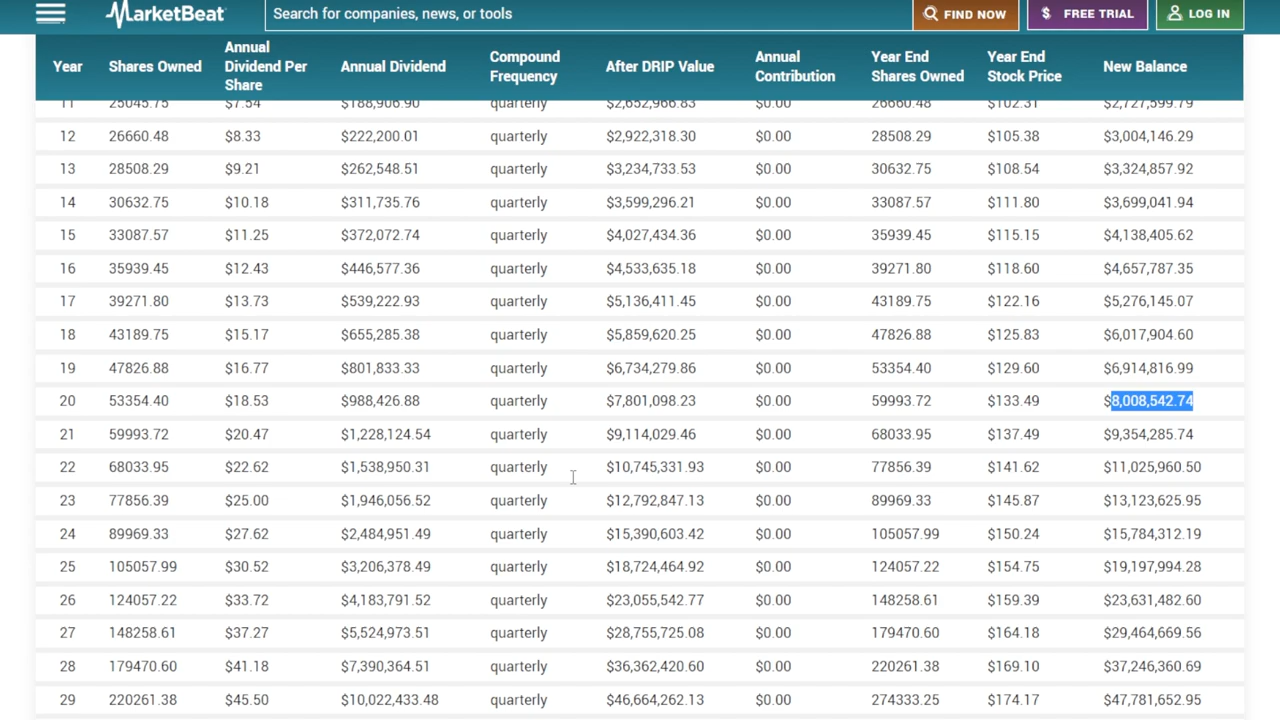 MarketBeat
Search for companies, news, or tools
FIND NOW
$ FREE TRIAL
LOG IN
Year Shares Owned Annual Dividend Per Share Annual Dividend Compound Frequency After DRIP Value Annual Contribution Year End Shares Owned Year End Stock Price New Balance
11 25045.75 $7.54 $188,906.90 quarterly $2,652,966.83 $0.00 26660.48 $102.31 $2,727,599.79
12 26660.48 $8.33 $222,200.01 quarterly $2,922,318.30 $0.00 28508.29 $105.38 $3,004,146.29
13 28508.29 $9.21 $262,548.51 quarterly $3,234,733.53 $0.00 30632.75 $108.54 $3,324,857.92
14 30632.75 $10.18 $311,735.76 quarterly $3,599,296.21 $0.00 33087.57 $111.80 $3,699,041.94
15 33087.57 $11.25 $372,072.74 quarterly $4,027,434.36 $0.00 35939.45 $115.15 $4,138,405.62
16 35939.45 $12.43 $446,577.36 quarterly $4,533,635.18 $0.00 39271.80 $118.60 $4,657,787.35
17 39271.80 $13.73 $539,222.93 quarterly $5,136,411.45 $0.00 43189.75 $122.16 $5,276,145.07
18 43189.75 $15.17 $655,285.38 quarterly $5,859,620.25 $0.00 47826.88 $125.83 $6,017,904.60
19 47826.88 $16.77 $801,833.33 quarterly $6,734,279.86 $0.00 53354.40 $129.60 $6,914,816.99
20 53354.40 $18.53 $988,426.88 quarterly $7,801,098.23 $0.00 59993.72 $133.49 $8,008,542.74
21 59993.72 $20.47 $1,228,124.54 quarterly $9,114,029.46 $0.00 68033.95 $137.49 $9,354,285.74
22 68033.95 $22.62 $1,538,950.31 quarterly $10,745,331.93 $0.00 77856.39 $141.62 $11,025,960.50
23 77856.39 $25.00 $1,946,056.52 quarterly $12,792,847.13 $0.00 89969.33 $145.87 $13,123,625.95
24 89969.33 $27.62 $2,484,951.49 quarterly $15,390,603.42 $0.00 105057.99 $150.24 $15,784,312.19
25 105057.99 $30.52 $3,206,378.49 quarterly $18,724,464.92 $0.00 124057.22 $154.75 $19,197,994.28
26 124057.22 $33.72 $4,183,791.52 quarterly $23,055,542.77 $0.00 148258.61 $159.39 $23,631,482.60
27 148258.61 $37.27 $5,524,973.51 quarterly $28,755,725.08 $0.00 179470.60 $164.18 $29,464,669.56
28 179470.60 $41.18 $7,390,364.51 quarterly $36,362,420.60 $0.00 220261.38 $169.10 $37,246,360.69
29 220261.38 $45.50 $10,022,433.48 quarterly $46,664,262.13 $0.00 274333.25 $174.17 $47,781,652.95